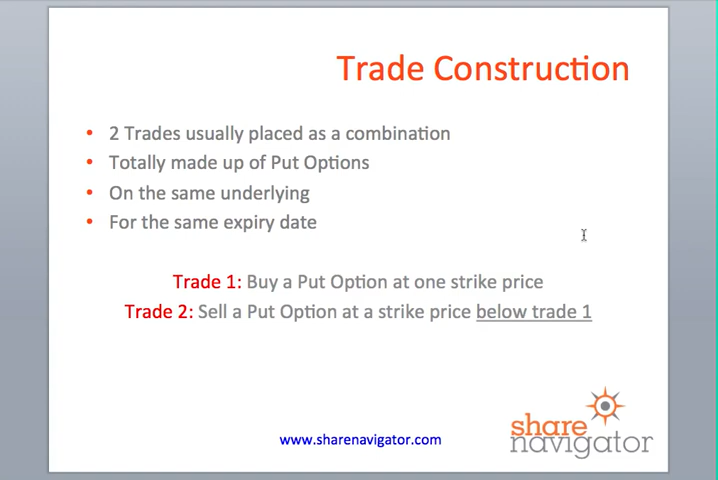 Trade Construction
• 2 Trades usually placed as a combination
• Totally made up of Put Options
• On the same underlying
• For the same expiry date
Trade 1: Buy a Put Option at one strike price
Trade 2: Sell a Put Option at a strike price below trade 1
www.sharenavigator.com
share
navigator